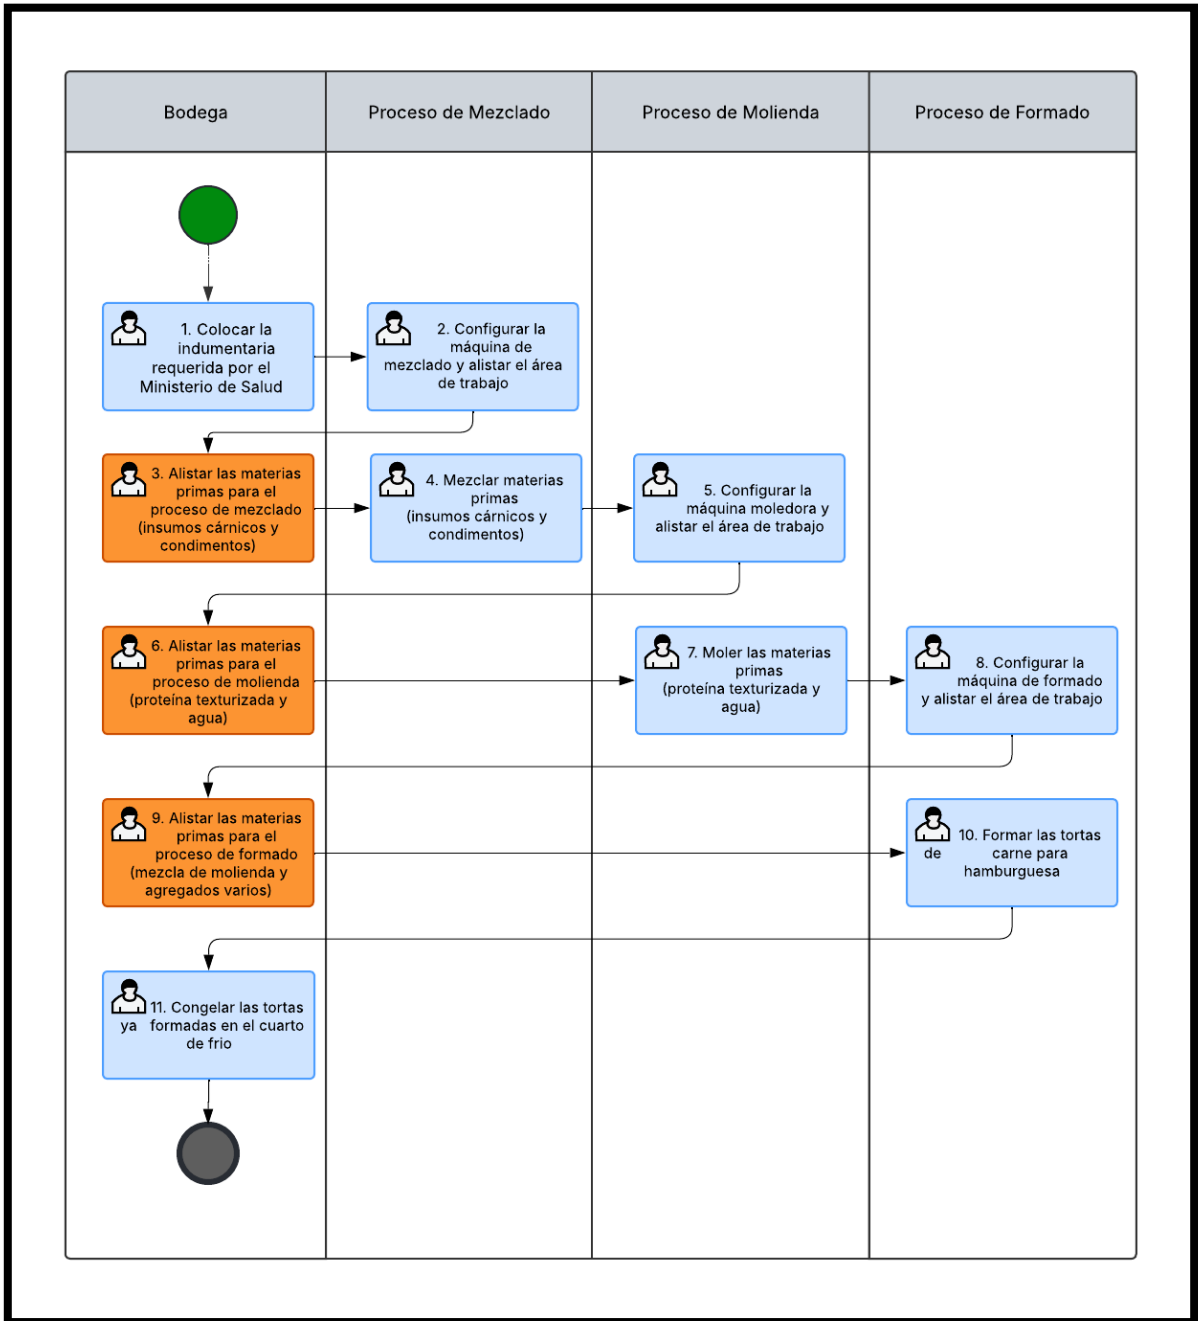 Bodega
Proceso de Mezclado
Proceso de Molienda
Proceso de Formado
1. Colocar la
indumentaria
requerida por el
Ministerio de Salud
2. Configurar la
máquina de
mezclado y alistar el área
de trabajo
3. Alistar las materias
primas para el
proceso de mezclado
(insumos cárnicos y
condimentos)
4. Mezclar materias
primas
(insumos cárnicos y
condimentos)
5. Configurar la
máquina moledora y
alistar el área de trabajo
6. Alistar las materias
primas para el
proceso de molienda
(proteína texturizada y
agua)
7. Moler las materias
primas
(proteína texturizada y
agua)
8. Configurar la
máquina de formado
y alistar el área de trabajo
9. Alistar las materias
primas para el
proceso de formado
(mezcla de molienda y
agregados varios)
10. Formar las tortas
de carne para
hamburguesa
11. Congelar las tortas
ya formadas en el cuarto
de frio